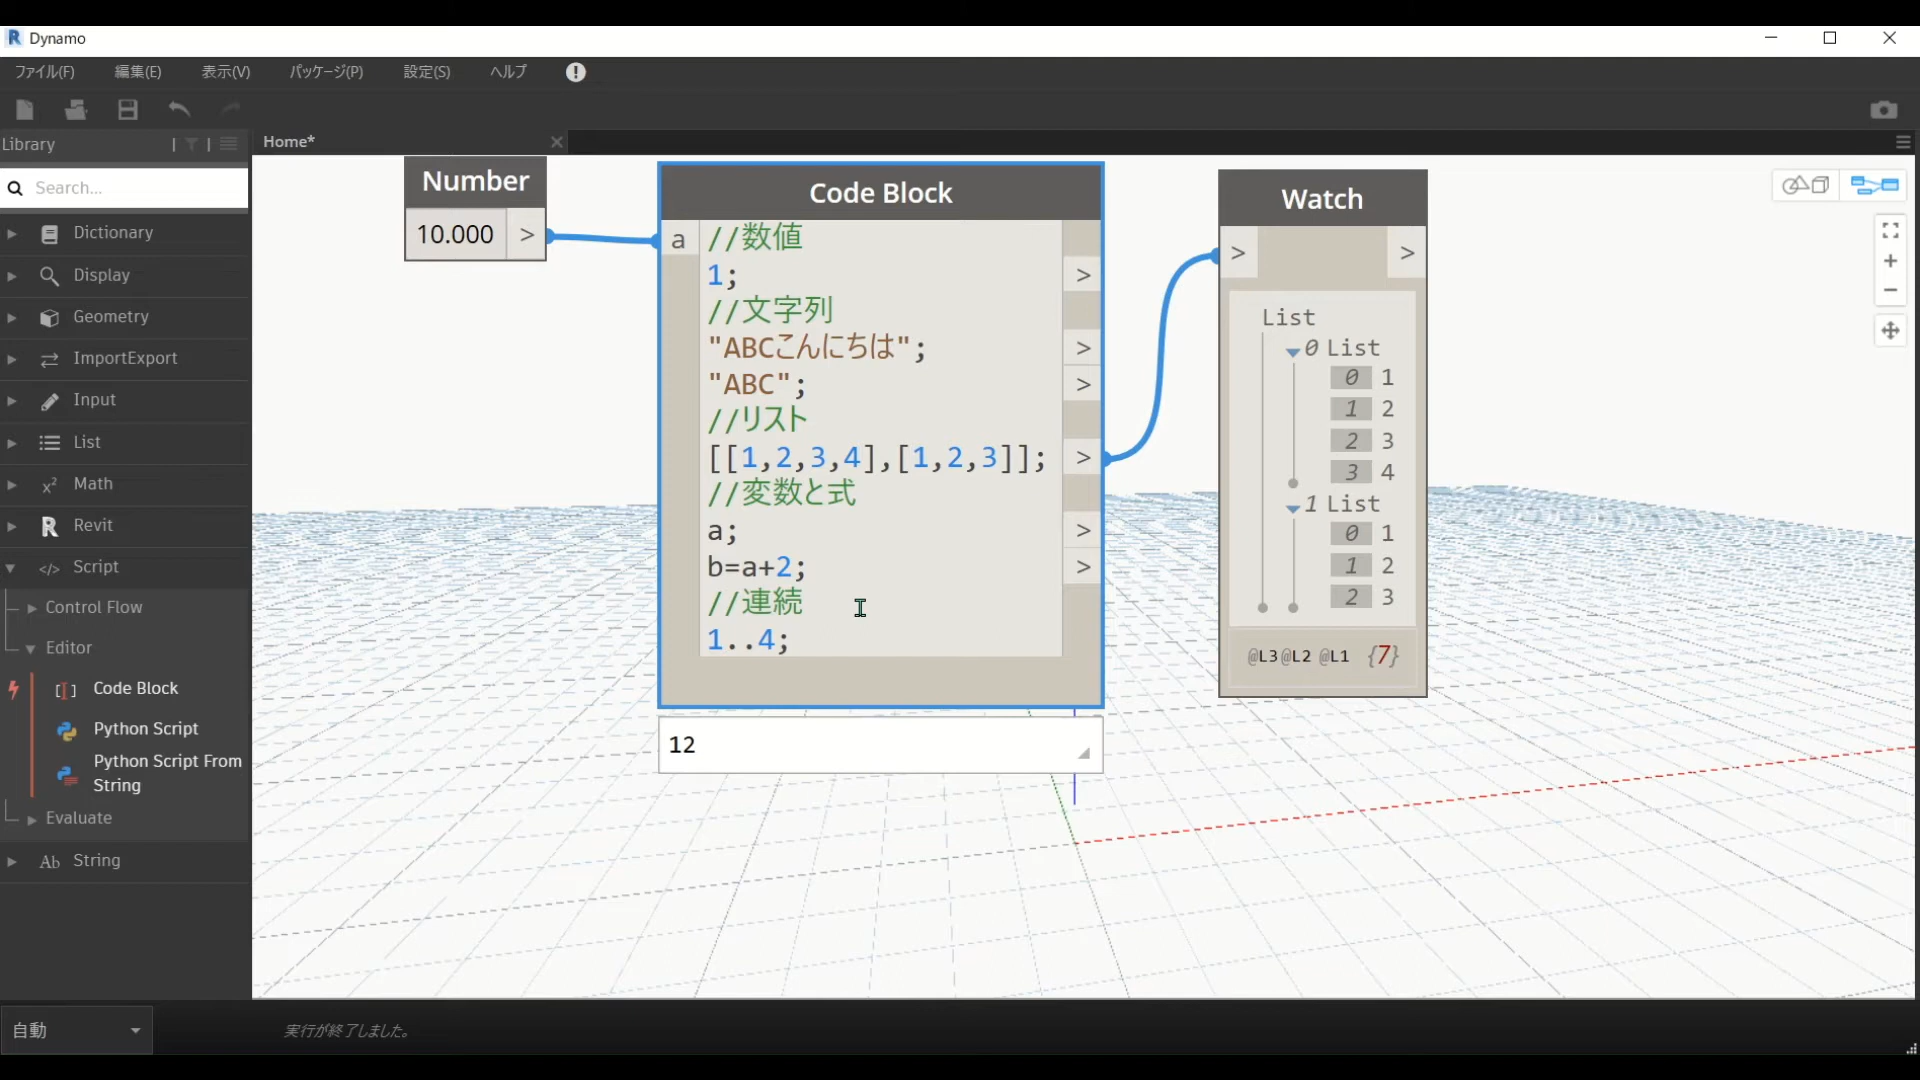 Dynamo
ファイル(F) 編集(E) 表示(V) パッケージ(P) 設定(S) ヘルプ
Library
Home*
Search...
Dictionary
Display
Geometry
ImportExport
Input
List
Math
Revit
Script
Control Flow
Editor
Code Block
Python Script
Python Script From
String
Evaluate
String
Number
10.000 >
Code Block
a
//数値
1; >
//文字列
"ABCこんにちは"; >
"ABC"; >
//リスト
[[1,2,3,4],[1,2,3]]; >
//変数と式
a; >
b=a+2; >
//連続
1..4;
12
Watch
> >
List
0 List
0 1
1 2
2 3
3 4
1 List
0 1
1 2
2 3
@L3 @L2 @L1 {7}
自動
実行が終了しました。